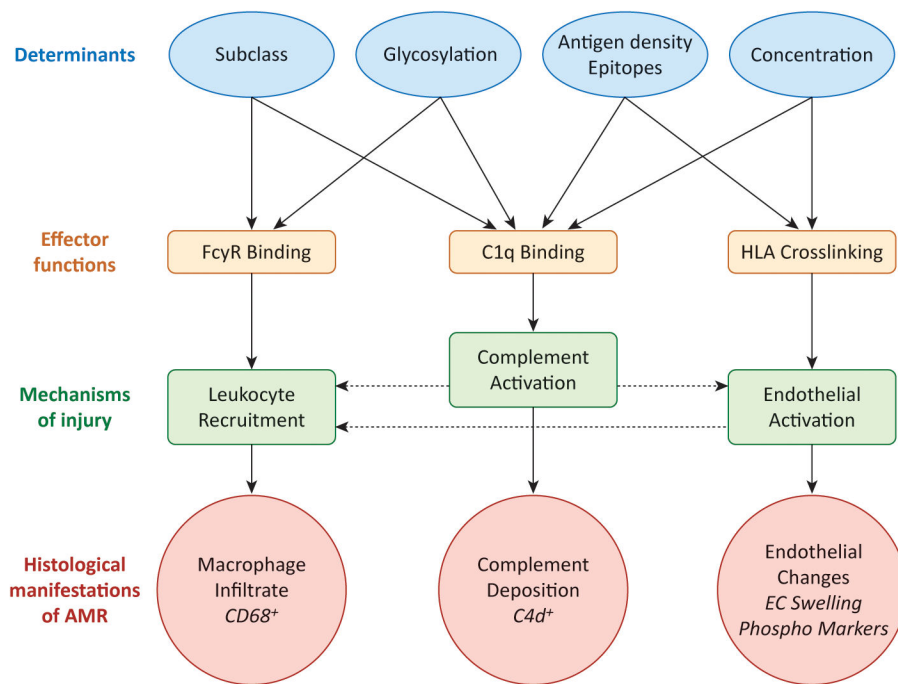 Determinants
Subclass
Glycosylation
Antigen density
Epitopes
Concentration
Effector
functions
FcyR Binding
C1q Binding
HLA Crosslinking
Mechanisms
of injury
Leukocyte
Recruitment
Complement
Activation
Endothelial
Activation
Histological
manifestations
of AMR
Macrophage
Infiltrate
CD68+
Complement
Deposition
C4d+
Endothelial
Changes
EC Swelling
Phospho Markers